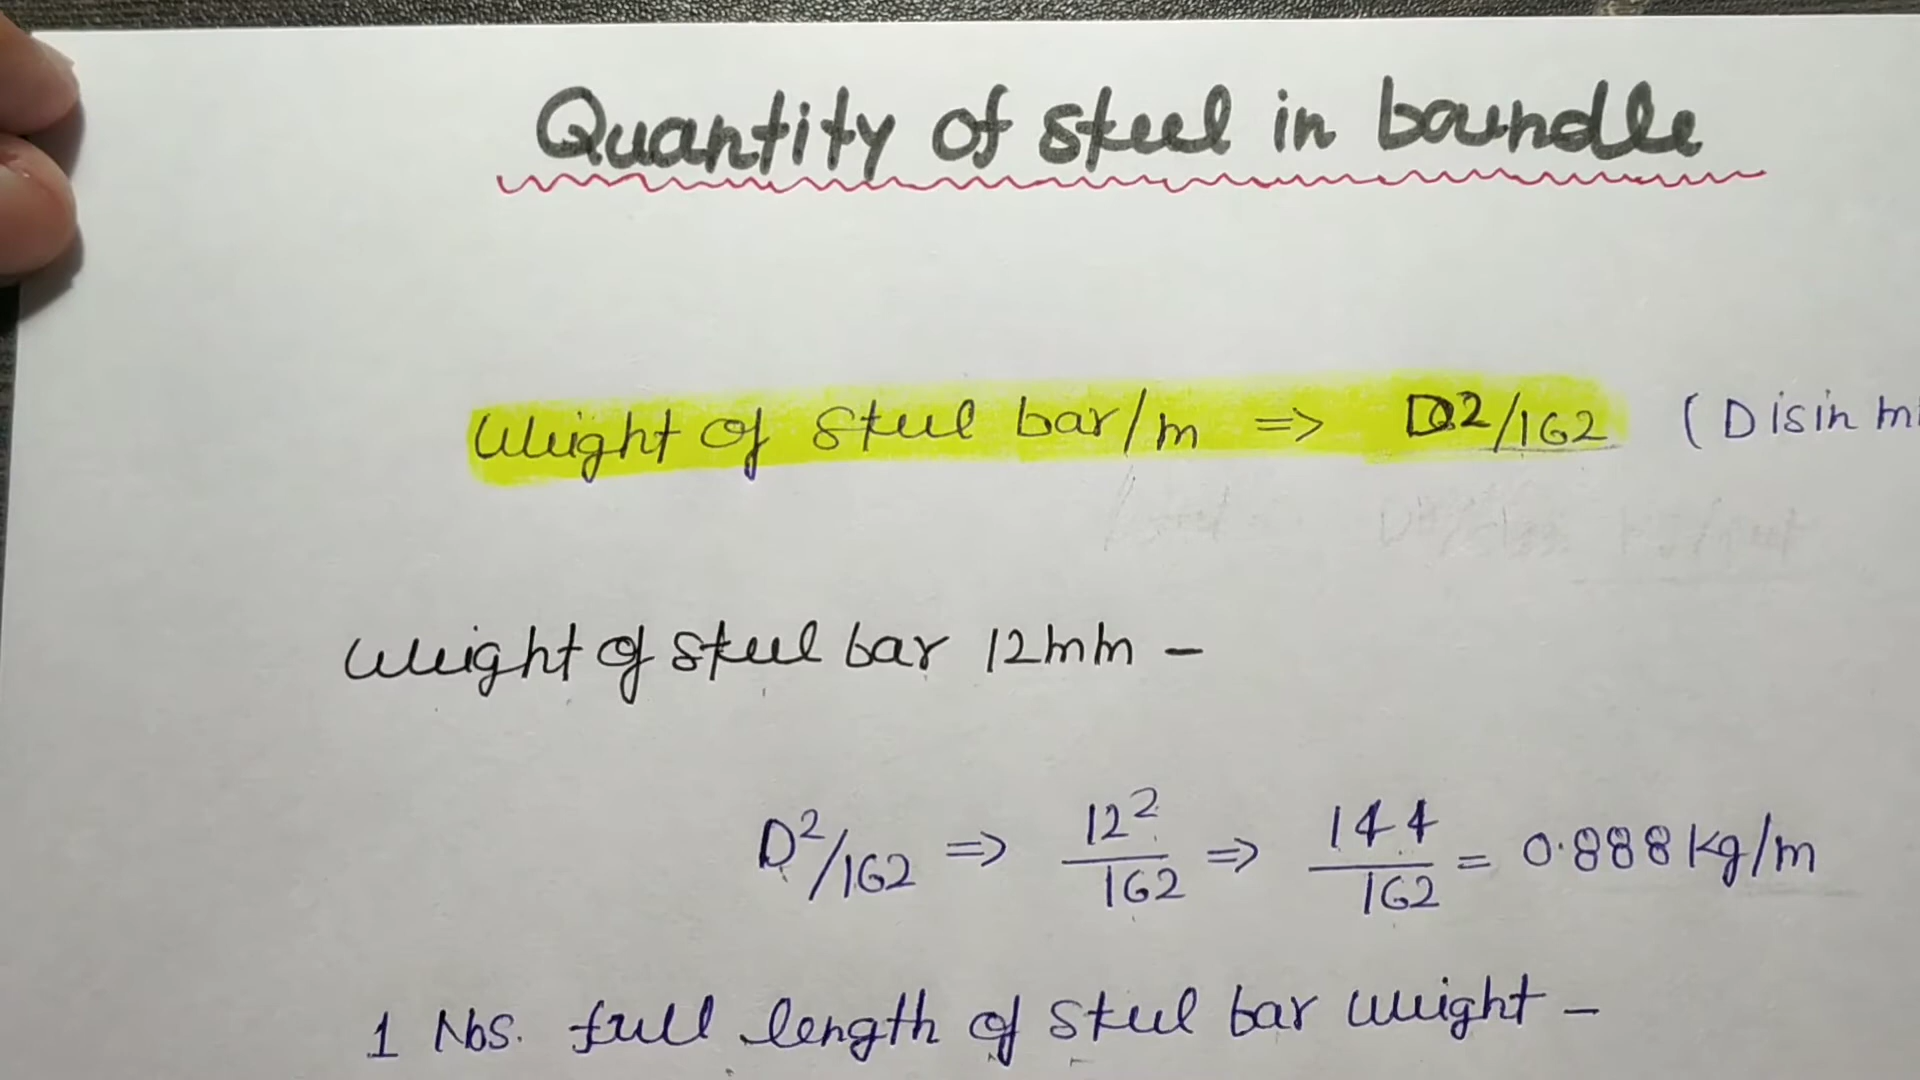 Quantity of steel in boundle
Weight of steel bar/m => D2/162 (D is in m
Weight of steel bar 12mm -
D²/162 => 12²/162 => 144/162 = 0.888 kg/m
1 Nos. full length of steel bar weight -